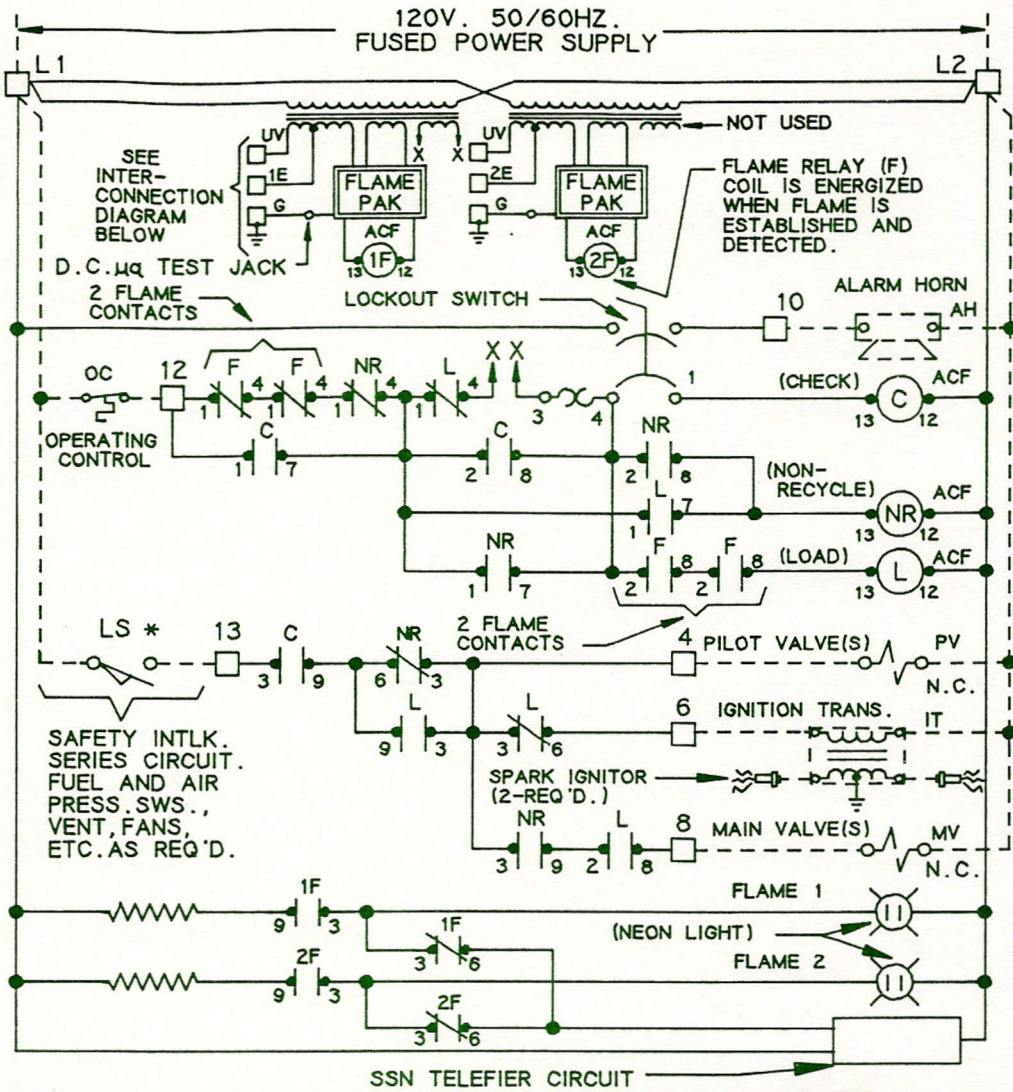 120V. 50/60HZ.
FUSED POWER SUPPLY
L1
L2
NOT USED
UV
X X
UV
SEE
INTER-
CONNECTION
DIAGRAM
BELOW
1E
FLAME
PAK
2E
FLAME
PAK
FLAME RELAY (F)
COIL IS ENERGIZED
WHEN FLAME IS
ESTABLISHED AND
DETECTED.
G
G
ACF
ACF
13 1F 12
13 2F 12
D.C.µa TEST JACK
2 FLAME
CONTACTS
LOCKOUT SWITCH
10
ALARM HORN
AH
OC
12
F
F
NR
L
X X
1 4 1 4 1 4 1 4
3 4
1
(CHECK)
C
ACF
13 12
OPERATING
CONTROL
C
1 7
C
2 8
NR
2 8
(NON-
RECYCLE)
NR
ACF
13 12
L
1 7
NR
1 7
F
F
2 8 2 8
(LOAD)
L
ACF
13 12
2 FLAME
CONTACTS
LS *
13
C
3 9
NR
6 3
4
PILOT VALVE(S)
PV
N.C.
L
9 3
L
3 6
6
IGNITION TRANS.
IT
SAFETY INTLK.
SERIES CIRCUIT.
FUEL AND AIR
PRESS.SWS.,
VENT,FANS,
ETC.AS REQ'D.
SPARK IGNITOR
(2-REQ'D.)
NR
3 9
L
2 8
8
MAIN VALVE(S)
MV
N.C.
1F
9 3
FLAME 1
1F
3 6
(NEON LIGHT)
2F
9 3
FLAME 2
2F
3 6
SSN TELEFIER CIRCUIT